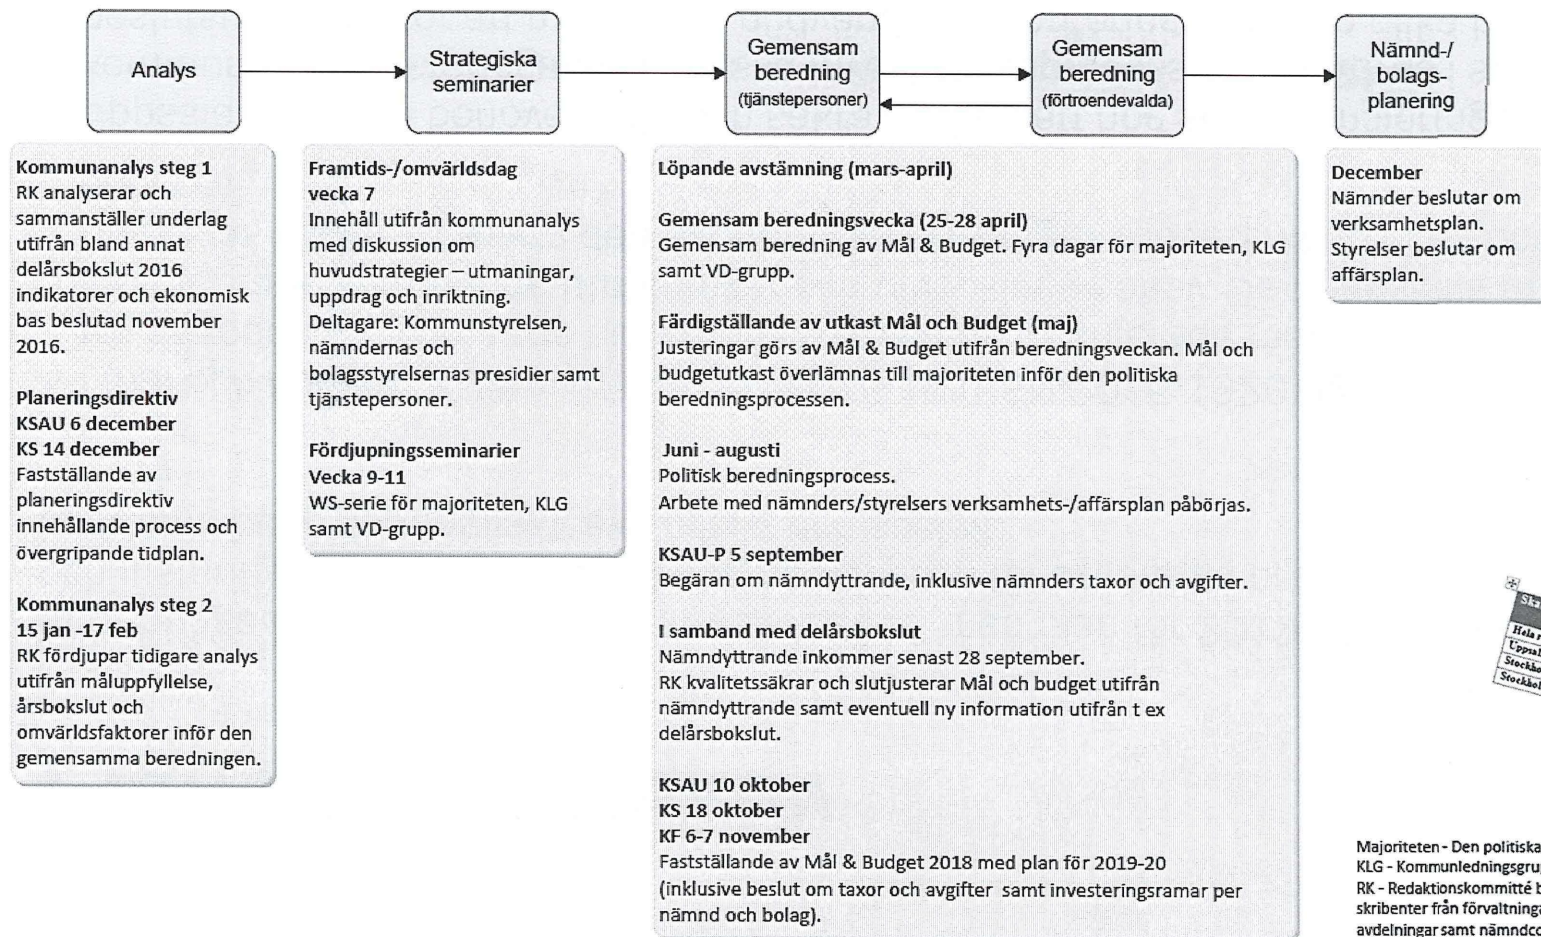 Analys
Strategiska
seminarier
Gemensam
beredning
(tjänstepersoner)
Gemensam
beredning
(förtroendevalda)
Nämnd-/
bolags-
planering
Kommunanalys steg 1
RK analyserar och
sammanställer underlag
utifrån bland annat
delårsbokslut 2016
indikatorer och ekonomisk
bas beslutad november
2016.
Planeringsdirektiv
KSAU 6 december
KS 14 december
Fastställande av
planeringsdirektiv
innehållande process och
övergripande tidplan.
Kommunanalys steg 2
15 jan -17 feb
RK fördjupar tidigare analys
utifrån måluppfyllelse,
årsbokslut och
omvärldsfaktorer inför den
gemensamma beredningen.
Framtids-/omvärldsdag
vecka 7
Innehåll utifrån kommunanalys
med diskussion om
huvudstrategier – utmaningar,
uppdrag och inriktning.
Deltagare: Kommunstyrelsen,
nämndernas och
bolagsstyrelsernas presidier samt
tjänstepersoner.
Fördjupningsseminarier
Vecka 9-11
WS-serie för majoriteten, KLG
samt VD-grupp.
Löpande avstämning (mars-april)
Gemensam beredningsvecka (25-28 april)
Gemensam beredning av Mål & Budget. Fyra dagar för majoriteten, KLG
samt VD-grupp.
Färdigställande av utkast Mål och Budget (maj)
Justeringar görs av Mål & Budget utifrån beredningsveckan. Mål och
budgetutkast överlämnas till majoriteten inför den politiska
beredningsprocessen.
Juni - augusti
Politisk beredningsprocess.
Arbete med nämnders/styrelsers verksamhets-/affärsplan påbörjas.
KSAU-P 5 september
Begäran om nämndyttrande, inklusive nämnders taxor och avgifter.
I samband med delårsbokslut
Nämndyttrande inkommer senast 28 september.
RK kvalitetssäkrar och slutjusterar Mål och budget utifrån
nämndyttrande samt eventuell ny information utifrån t ex
delårsbokslut.
KSAU 10 oktober
KS 18 oktober
KF 6-7 november
Fastställande av Mål & Budget 2018 med plan för 2019-20
(inklusive beslut om taxor och avgifter samt investeringsramar per
nämnd och bolag).
December
Nämnder beslutar om
verksamhetsplan.
Styrelser beslutar om
affärsplan.
Hela
Majoriteten - Den politiska
KLG - Kommunledningsgru
RK - Redaktionskommitté b
skribenter från förvaltninga
avdelningar samt nämndco